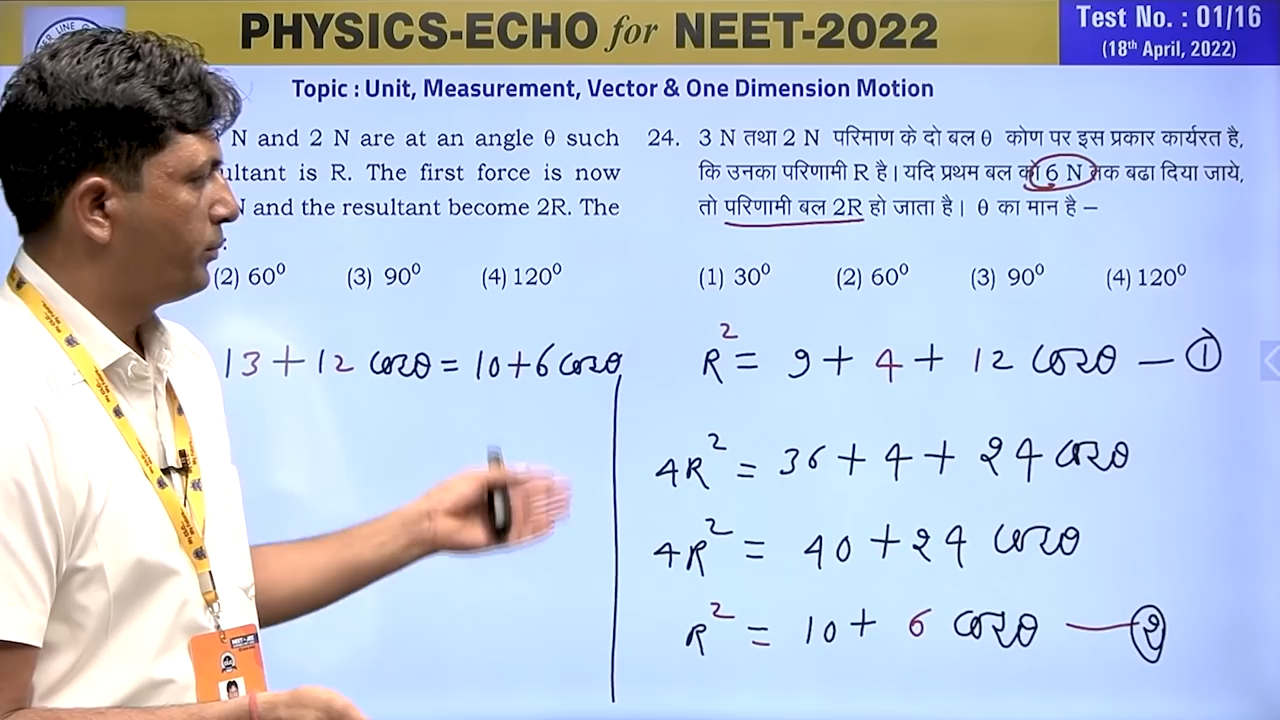 PHYSICS-ECHO for NEET-2022
Test No. : 01/16
(18th April, 2022)
Topic : Unit, Measurement, Vector & One Dimension Motion
N and 2 N are at an angle θ such
ultant is R. The first force is now
N and the resultant become 2R. The
:
(2) 60⁰ (3) 90⁰ (4) 120⁰
13 + 12 cosθ = 10+6cosθ
24. 3 N तथा 2 N परिमाण के दो बल θ कोण पर इस प्रकार कार्यरत है,
कि उनका परिणामी R है। यदि प्रथम बल को 6 N तक बढा दिया जाये,
तो परिणामी बल 2R हो जाता है। θ का मान है –
(1) 30⁰ (2) 60⁰ (3) 90⁰ (4) 120⁰
R² = 9 + 4 + 12 cosθ — ①
4R² = 36 + 4 + 24 cosθ
4R² = 40 + 24 cosθ
R² = 10 + 6 cosθ — ②